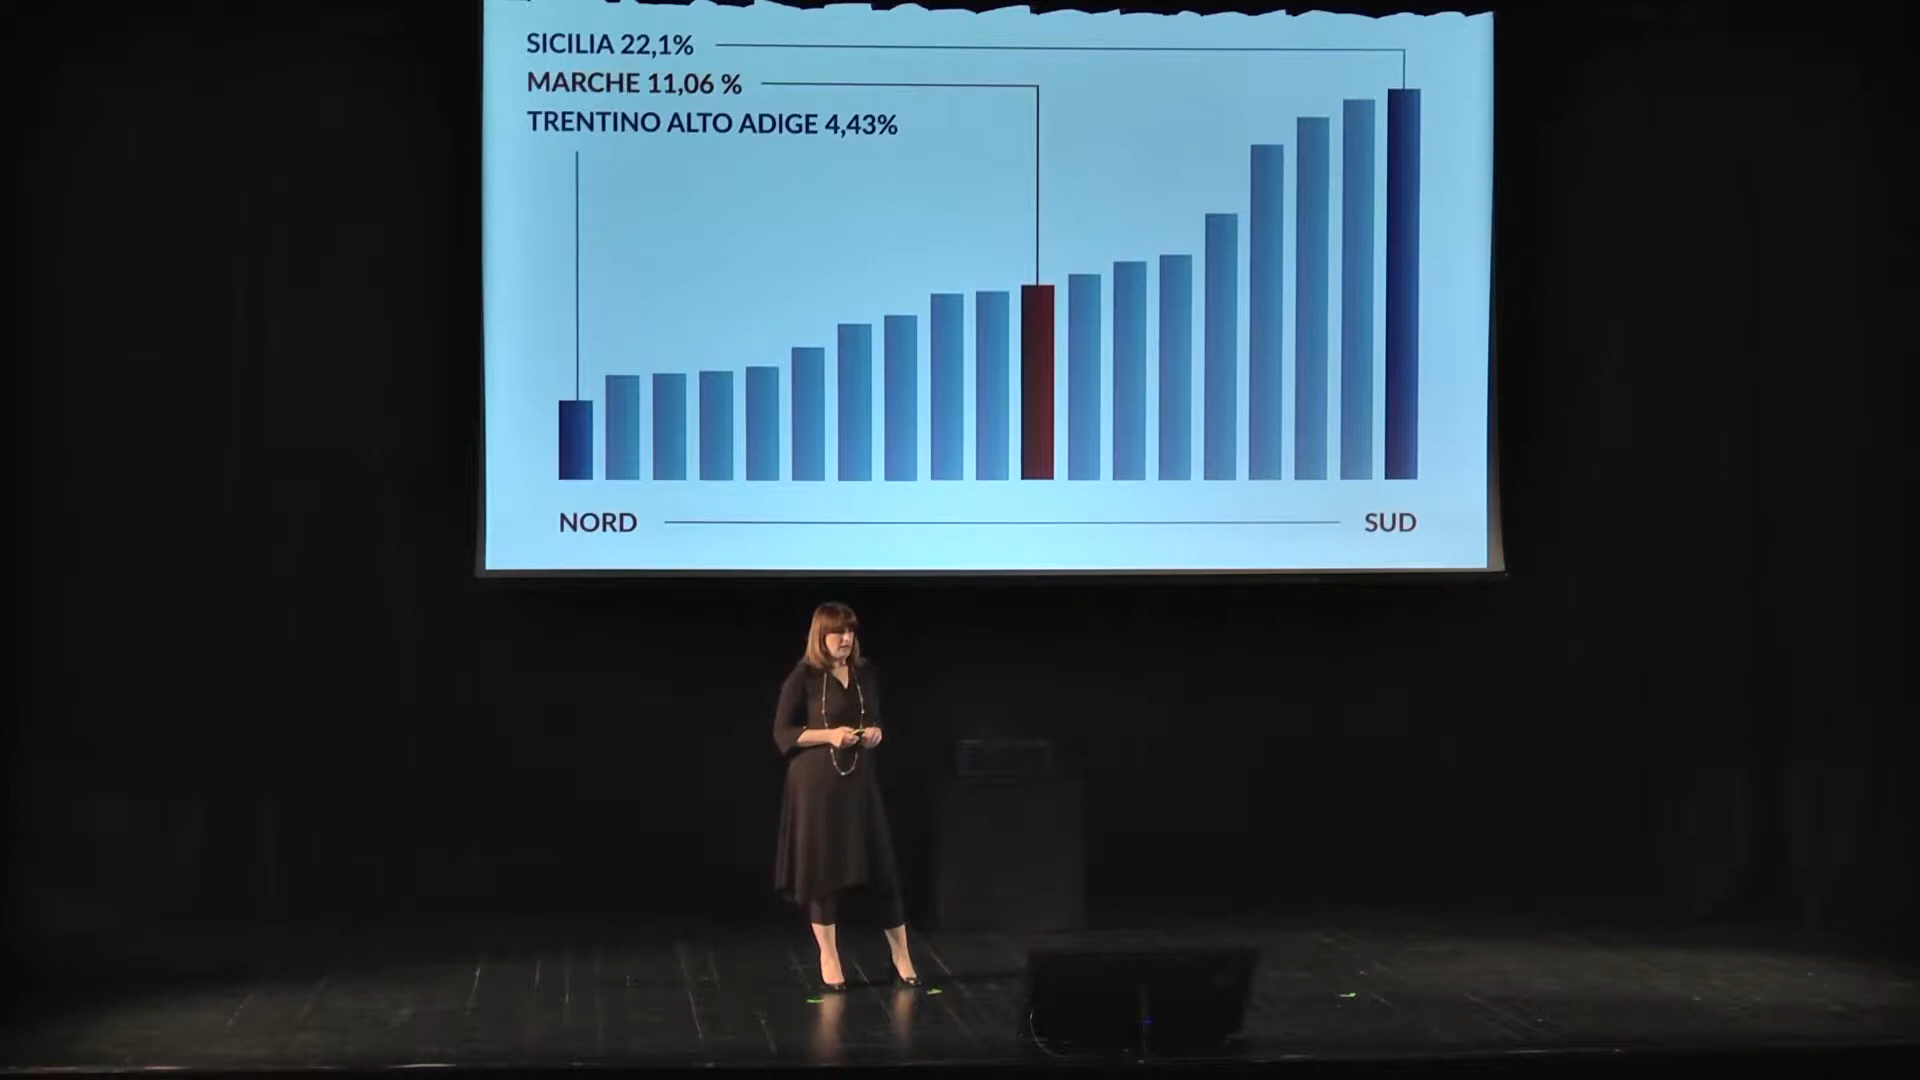 SICILIA 22,1%
MARCHE 11,06 %
TRENTINO ALTO ADIGE 4,43%
NORD
SUD